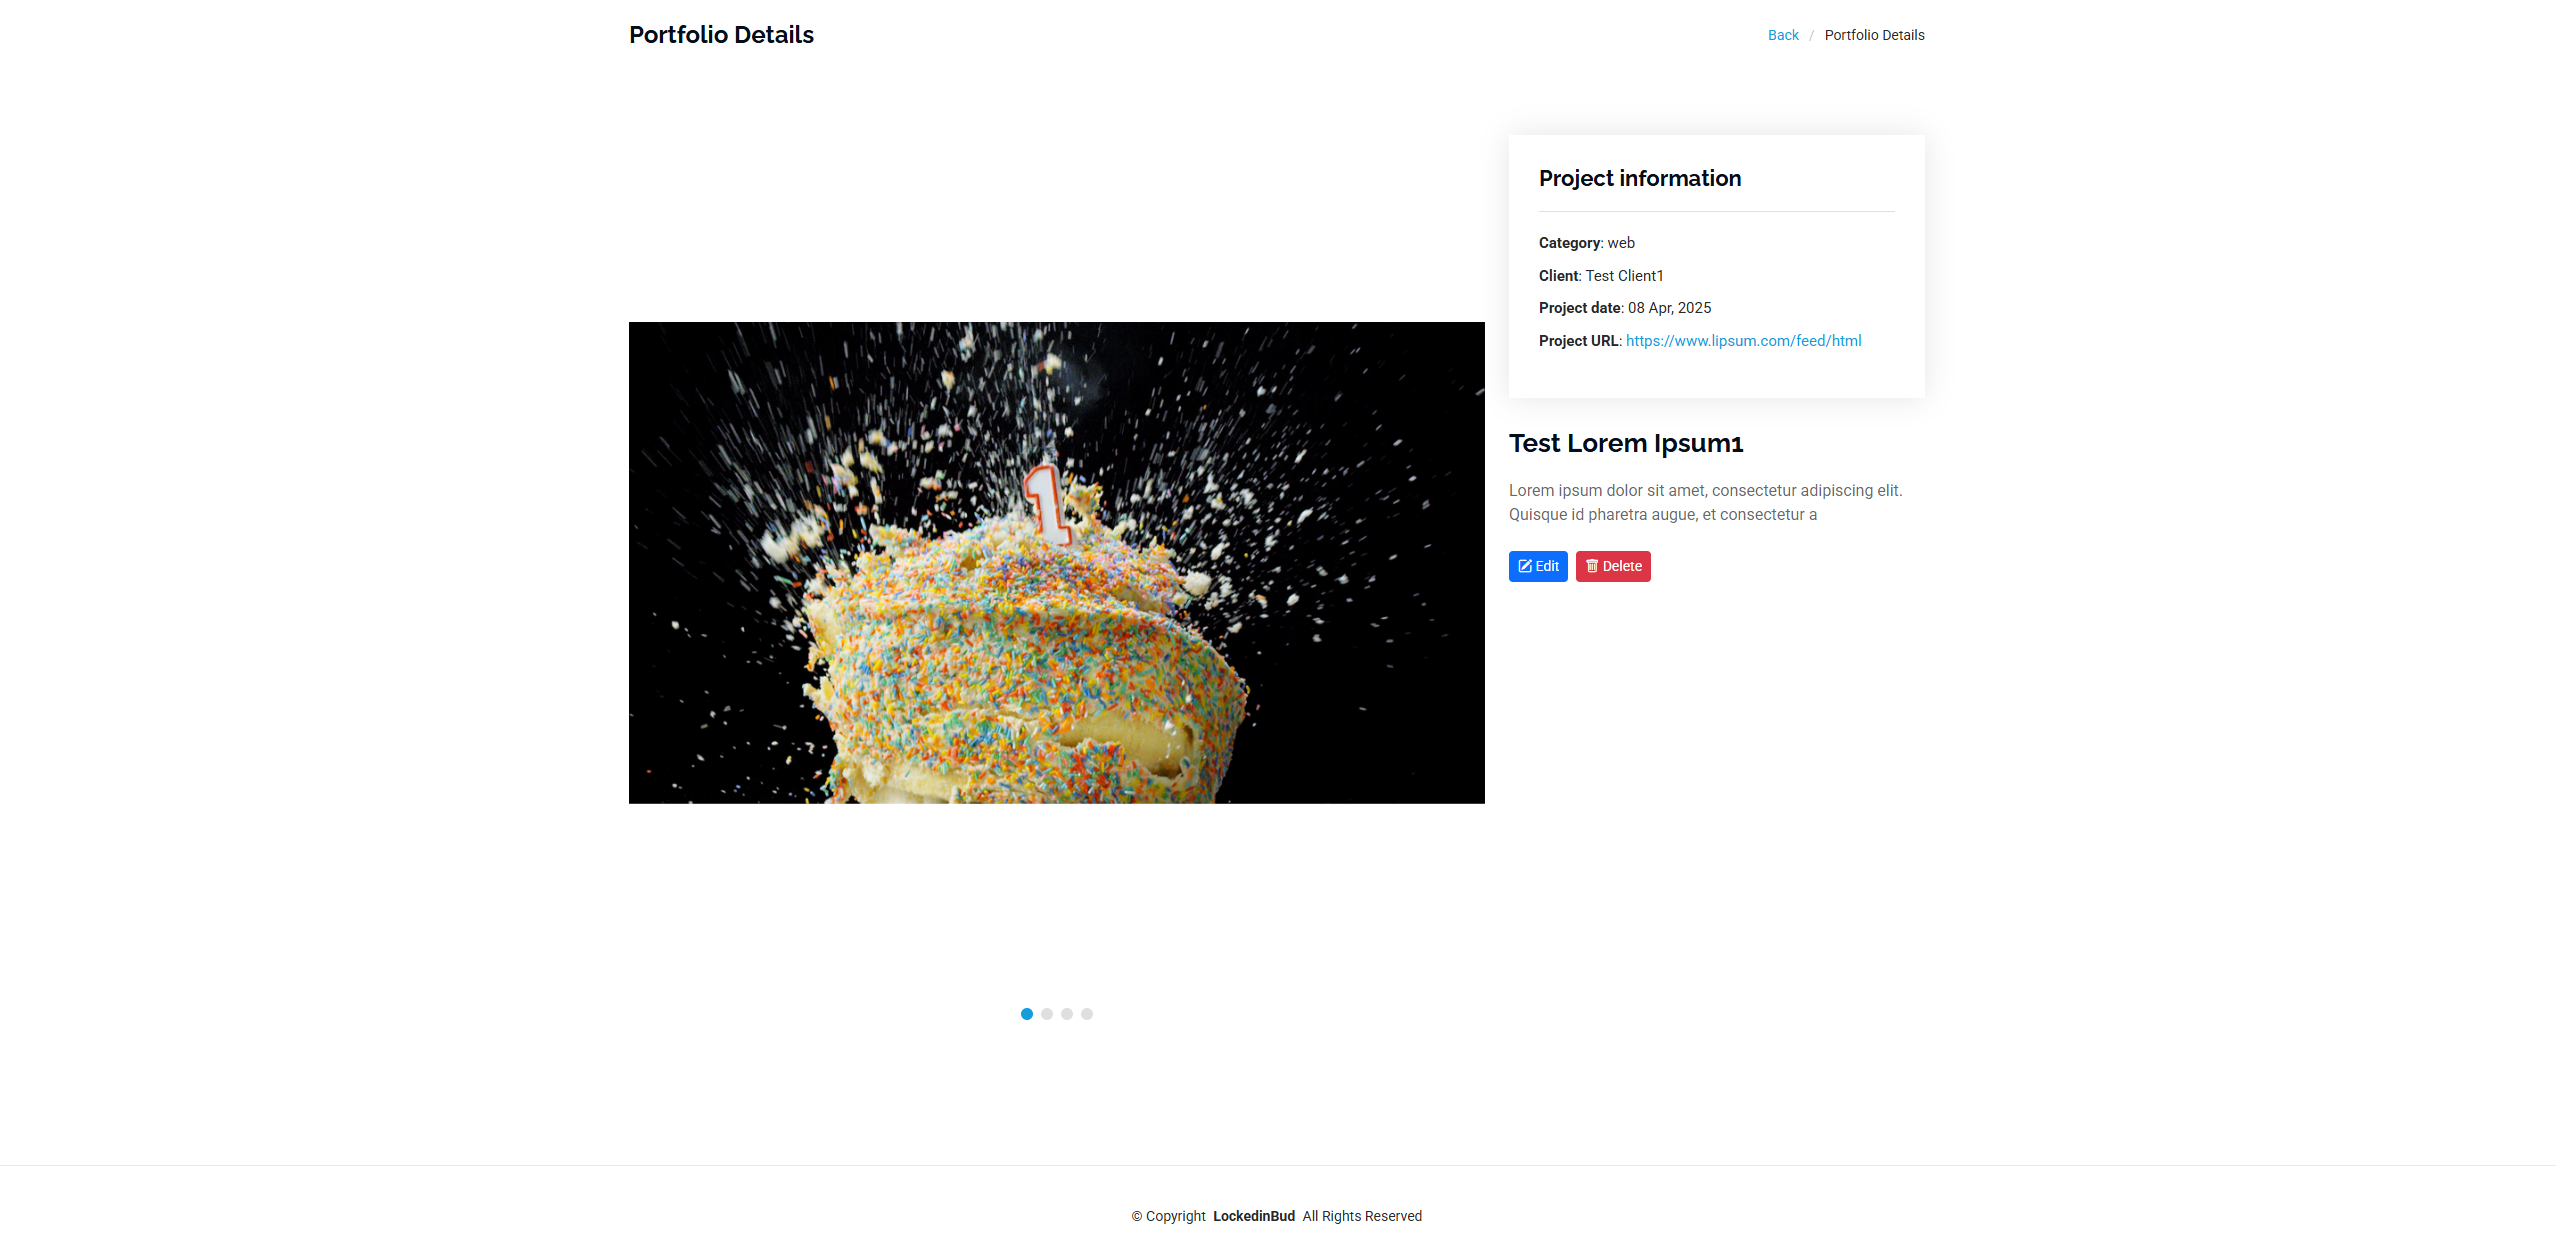 Portfolio Details
Back / Portfolio Details
Project information
Category: web
Client: Test Client1
Project date: 08 Apr, 2025
Project URL: https://www.lipsum.com/feed/html
1
Test Lorem Ipsum1
Lorem ipsum dolor sit amet, consectetur adipiscing elit.
Quisque id pharetra augue, et consectetur a
Edit Delete
© Copyright LockedinBud All Rights Reserved